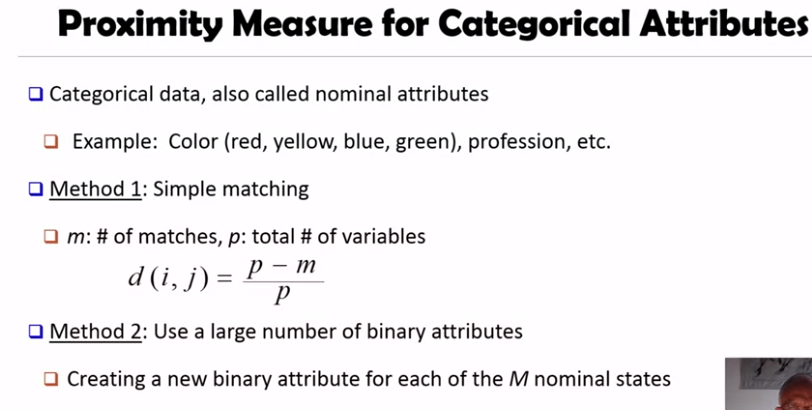 Proximity Measure for Categorical Attributes
Categorical data, also called nominal attributes
Example: Color (red, yellow, blue, green), profession, etc.
Method 1: Simple matching
m: # of matches, p: total # of variables
d (i, j) = p − m / p
Method 2: Use a large number of binary attributes
Creating a new binary attribute for each of the M nominal states